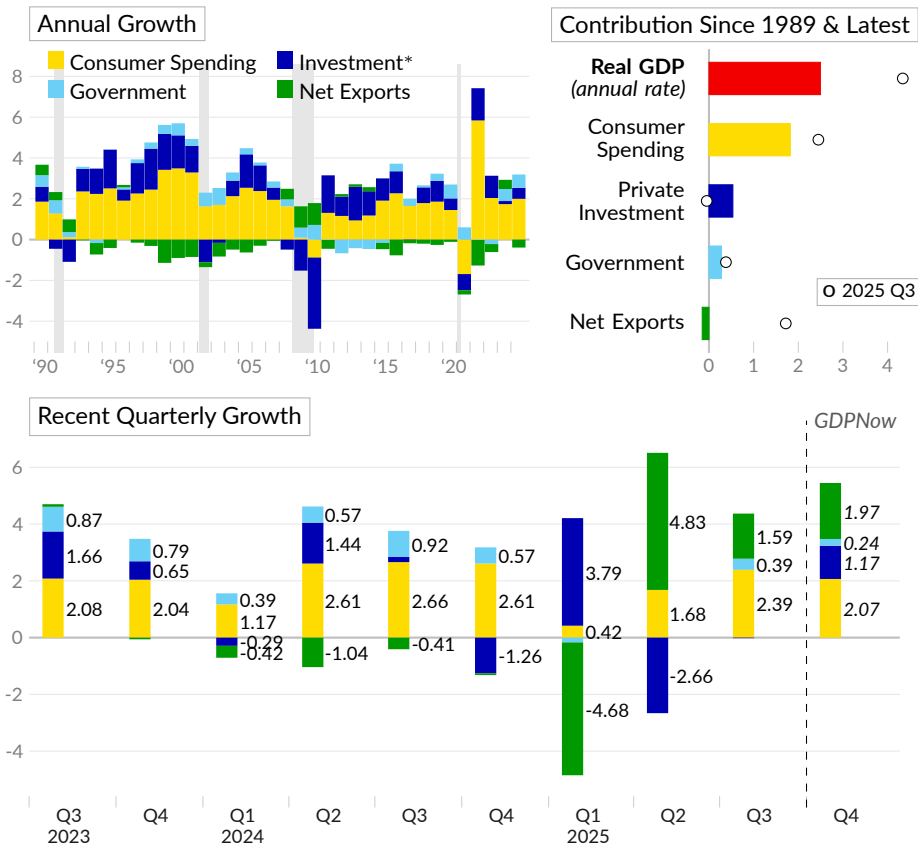 Annual Growth
Consumer Spending
Investment*
Government
Net Exports
8
6
4
2
0
-2
-4
‘90
‘95
‘00
‘05
‘10
‘15
‘20
Contribution Since 1989 & Latest
Real GDP
(annual rate)
Consumer
Spending
Private
Investment
Government
Net Exports
o 2025 Q3
0
1
2
3
4
Recent Quarterly Growth
GDPNow
6
4
2
0
-2
-4
0.87
1.66
2.08
0.79
0.65
2.04
0.39
1.17
-0.29
-0.42
0.57
1.44
2.61
-1.04
0.92
2.66
-0.41
0.57
2.61
-1.26
3.79
0.42
-4.68
4.83
1.68
-2.66
1.59
0.39
2.39
1.97
0.24
1.17
2.07
Q3
2023
Q4
Q1
2024
Q2
Q3
Q4
Q1
2025
Q2
Q3
Q4